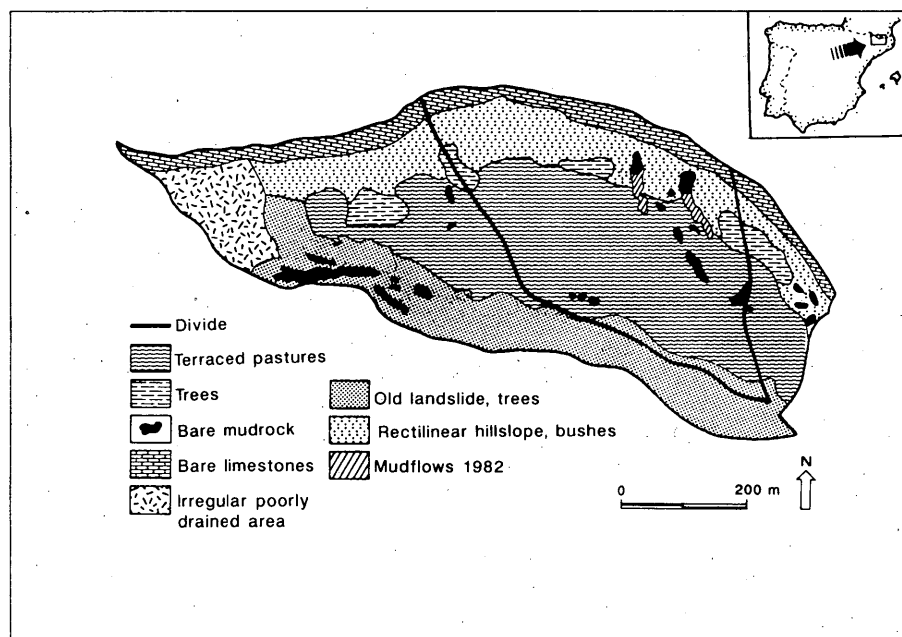 Divide
Terraced pastures
Trees
Bare mudrock
Bare limestones
Irregular poorly
drained area
Old landslide, trees
Rectilinear hillslope, bushes
Mudflows 1982
0 200 m
N